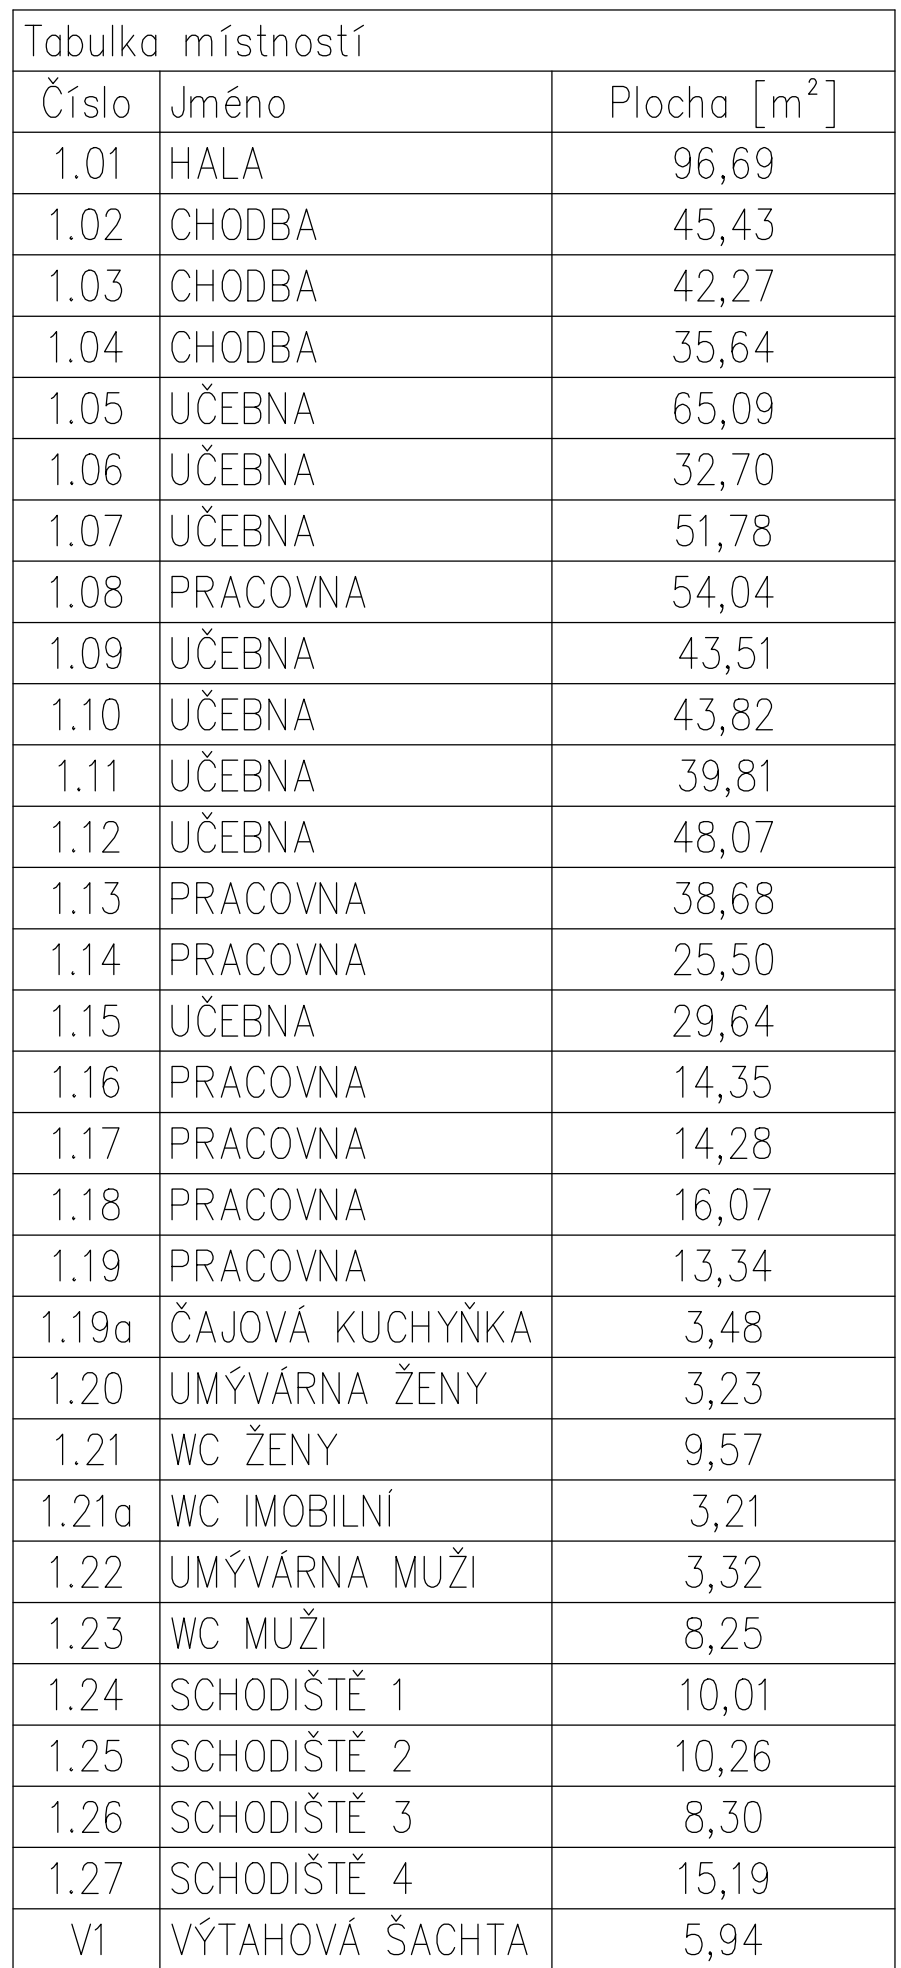 Tabulka místností
Číslo Jméno Plocha [m²]
1.01 HALA 96,69
1.02 CHODBA 45,43
1.03 CHODBA 42,27
1.04 CHODBA 35,64
1.05 UČEBNA 65,09
1.06 UČEBNA 32,70
1.07 UČEBNA 51,78
1.08 PRACOVNA 54,04
1.09 UČEBNA 43,51
1.10 UČEBNA 43,82
1.11 UČEBNA 39,81
1.12 UČEBNA 48,07
1.13 PRACOVNA 38,68
1.14 PRACOVNA 25,50
1.15 UČEBNA 29,64
1.16 PRACOVNA 14,35
1.17 PRACOVNA 14,28
1.18 PRACOVNA 16,07
1.19 PRACOVNA 13,34
1.19a ČAJOVÁ KUCHYŇKA 3,48
1.20 UMÝVÁRNA ŽENY 3,23
1.21 WC ŽENY 9,57
1.21a WC IMOBILNÍ 3,21
1.22 UMÝVÁRNA MUŽI 3,32
1.23 WC MUŽI 8,25
1.24 SCHODIŠTĚ 1 10,01
1.25 SCHODIŠTĚ 2 10,26
1.26 SCHODIŠTĚ 3 8,30
1.27 SCHODIŠTĚ 4 15,19
V1 VÝTAHOVÁ ŠACHTA 5,94